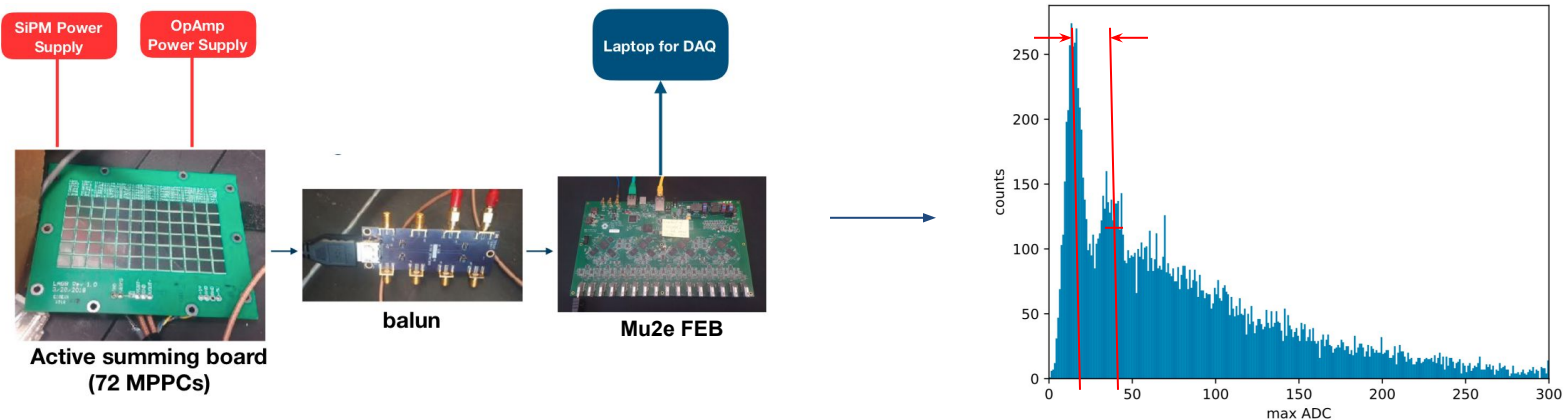 SiPM Power
Supply
OpAmp
Power Supply
Laptop for DAQ
Active summing board
(72 MPPCs)
balun
Mu2e FEB
counts
250
200
150
100
50
0
0
50
100
150
200
250
300
max ADC